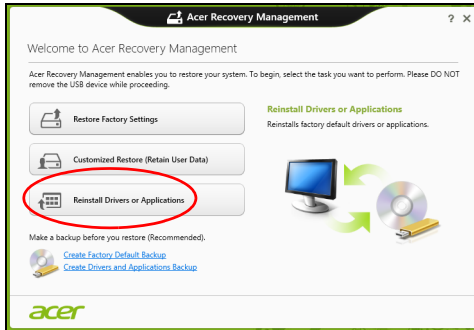 Acer Recovery Management
? X
Welcome to Acer Recovery Management
Acer Recovery Management enables you to restore your system. To begin, select the task you want to perform. Please DO NOT
remove the USB device while proceeding.
Restore Factory Settings
Customized Restore (Retain User Data)
Reinstall Drivers or Applications
Reinstall Drivers or Applications
Reinstalls factory default drivers or applications.
Make a backup before you restore (Recommended).
Create Factory Default Backup
Create Drivers and Applications Backup
acer